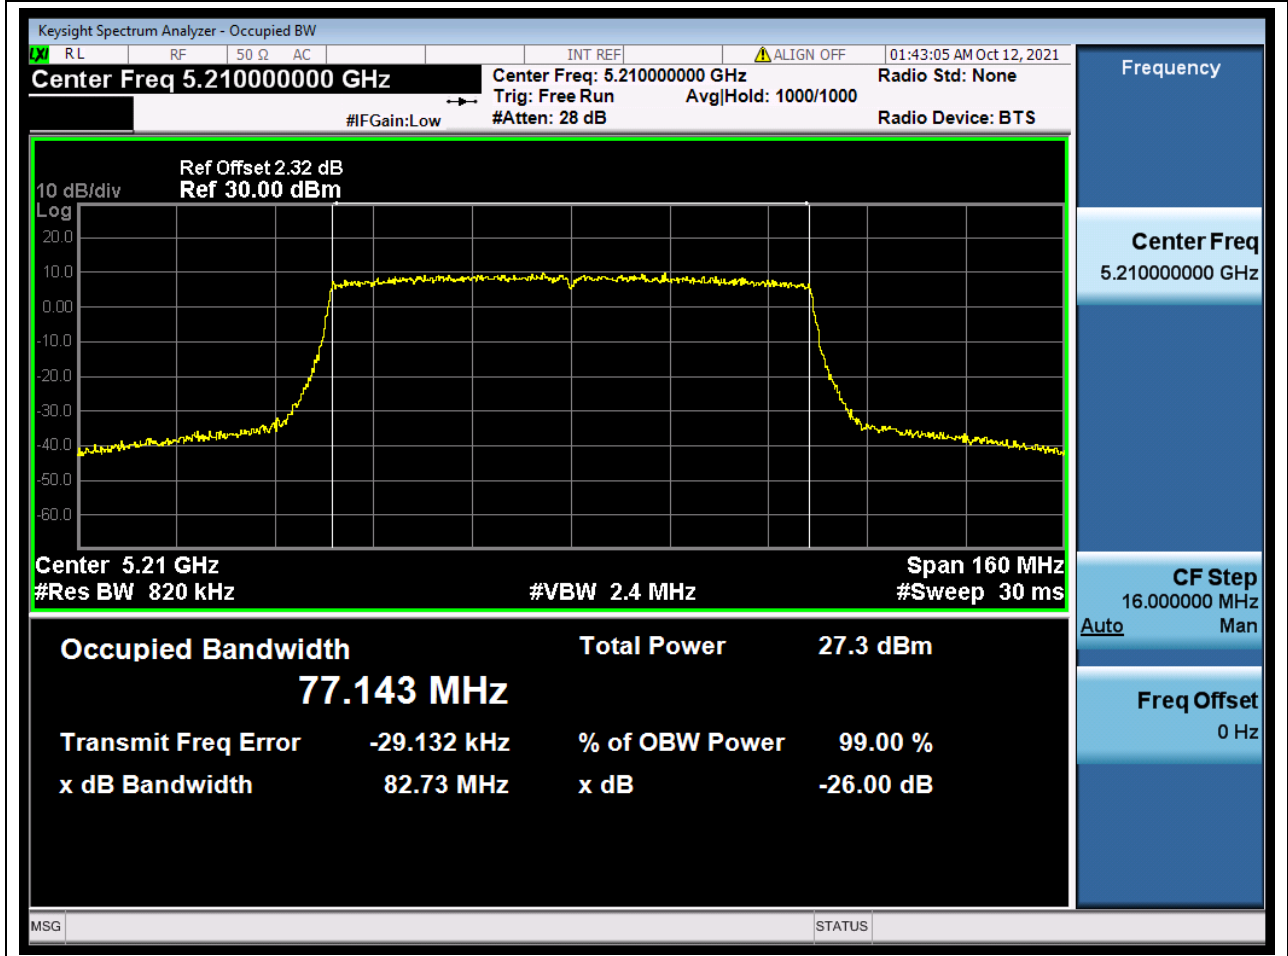 Keysight Spectrum Analyzer - Occupied BW
LXI RL RF 50 Ω AC INT REF ALIGN OFF 01:43:05 AM Oct 12, 2021
Center Freq 5.210000000 GHz
Center Freq: 5.210000000 GHz
Radio Std: None
Trig: Free Run Avg|Hold: 1000/1000
#IFGain:Low
#Atten: 28 dB
Radio Device: BTS
Ref Offset 2.32 dB
10 dB/div Ref 30.00 dBm
Log
20.0
10.0
0.00
-10.0
-20.0
-30.0
-40.0
-50.0
-60.0
Center 5.21 GHz Span 160 MHz
#Res BW 820 kHz #VBW 2.4 MHz #Sweep 30 ms
Occupied Bandwidth Total Power 27.3 dBm
77.143 MHz
Transmit Freq Error -29.132 kHz % of OBW Power 99.00 %
x dB Bandwidth 82.73 MHz x dB -26.00 dB
MSG STATUS
Frequency
Center Freq
5.210000000 GHz
CF Step
16.000000 MHz
Auto Man
Freq Offset
0 Hz